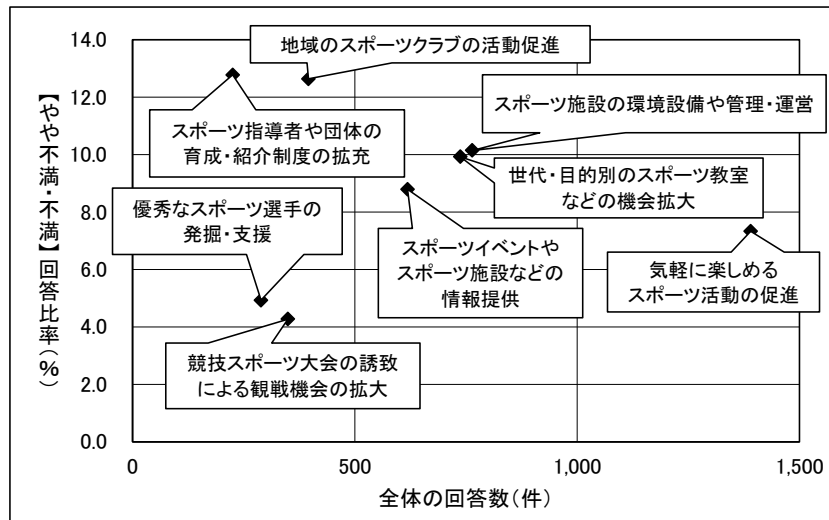 【やや不満・不満】回答比率(%)
14.0
12.0
10.0
8.0
6.0
4.0
2.0
0.0
地域のスポーツクラブの活動促進
スポーツ施設の環境設備や管理・運営
スポーツ指導者や団体の
育成・紹介制度の拡充
世代・目的別のスポーツ教室
などの機会拡大
優秀なスポーツ選手の
発掘・支援
スポーツイベントや
スポーツ施設などの
情報提供
気軽に楽しめる
スポーツ活動の促進
競技スポーツ大会の誘致
による観戦機会の拡大
0
500
1,000
1,500
全体の回答数(件)